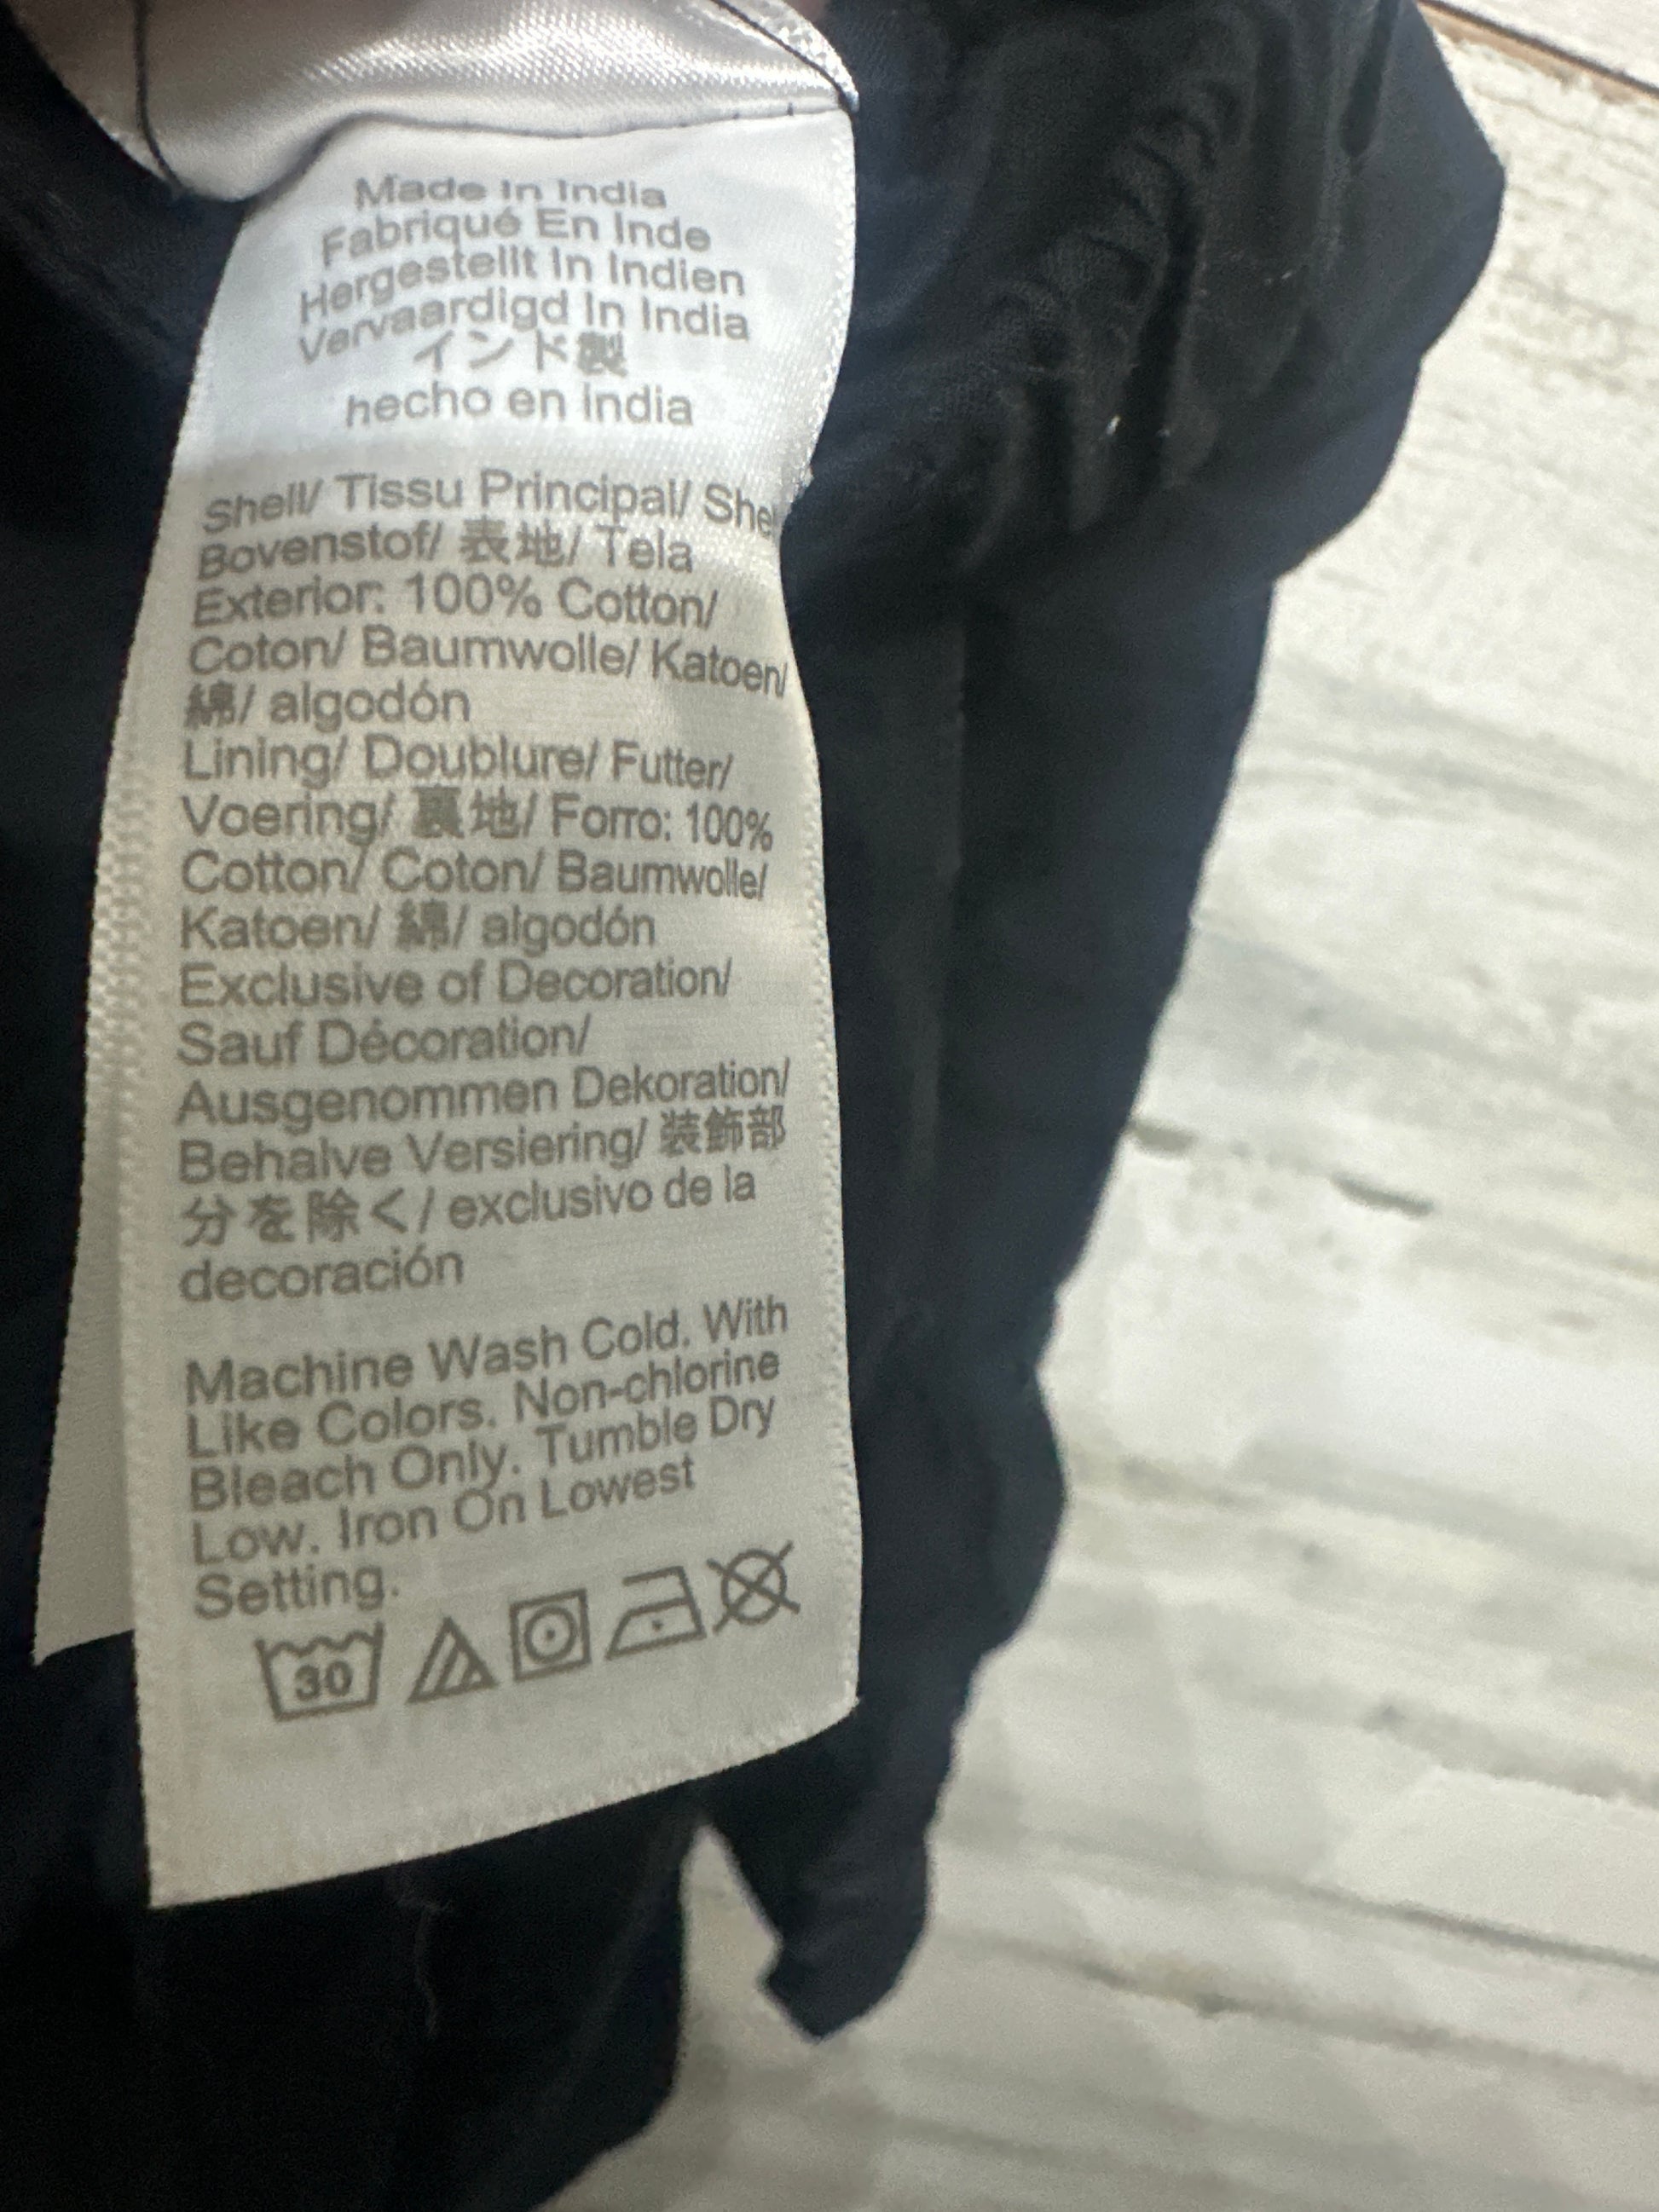 Made In India
Fabriqué En Inde
Hergestellt In Indien
Vervaardigd In India
インド製
hecho en india
Shell/ Tissu Principal/ Shell
Bovenstof/ 表地/ Tela
Exterior: 100% Cotton/
Coton/ Baumwolle/ Katoen/
綿/ algodón
Lining/ Doublure/ Futter/
Voering/ 裏地/ Forro: 100%
Cotton/ Coton/ Baumwolle/
Katoen/ 綿/ algodón
Exclusive of Decoration/
Sauf Décoration/
Ausgenommen Dekoration/
Behalve Versiering/ 装飾部
分を除く/ exclusivo de la
decoración
Machine Wash Cold. With
Like Colors. Non-chlorine
Bleach Only. Tumble Dry
Low. Iron On Lowest
Setting.
30